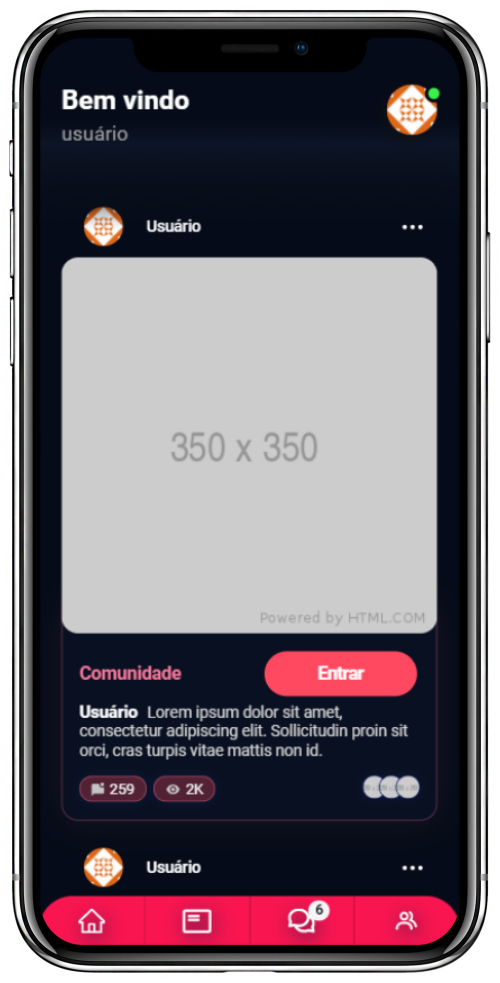 Bem vindo
usuário
Usuário
350 x 350
Powered by HTML.COM
Comunidade
Entrar
Usuário Lorem ipsum dolor sit amet,
consectetur adipiscing elit. Sollicitudin proin sit
orci, cras turpis vitae mattis non id.
259
2K
Usuário
6